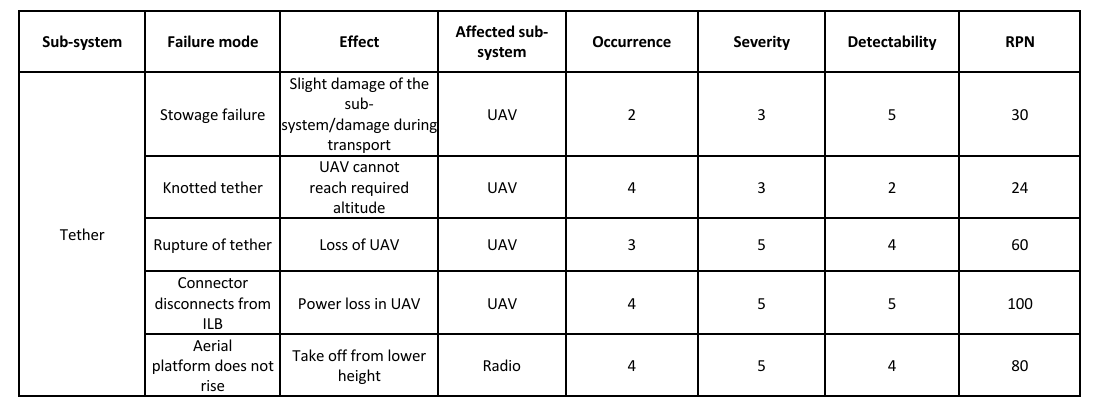 Sub-system Failure mode Effect Affected sub-
system Occurrence Severity Detectability RPN
Tether
Stowage failure
Slight damage of the
sub-
system/damage during
transport
UAV 2 3 5 30
Knotted tether
UAV cannot
reach required
altitude
UAV 4 3 2 24
Rupture of tether Loss of UAV UAV 3 5 4 60
Connector
disconnects from
ILB
Power loss in UAV UAV 4 5 5 100
Aerial
platform does not
rise
Take off from lower
height
Radio 4 5 4 80